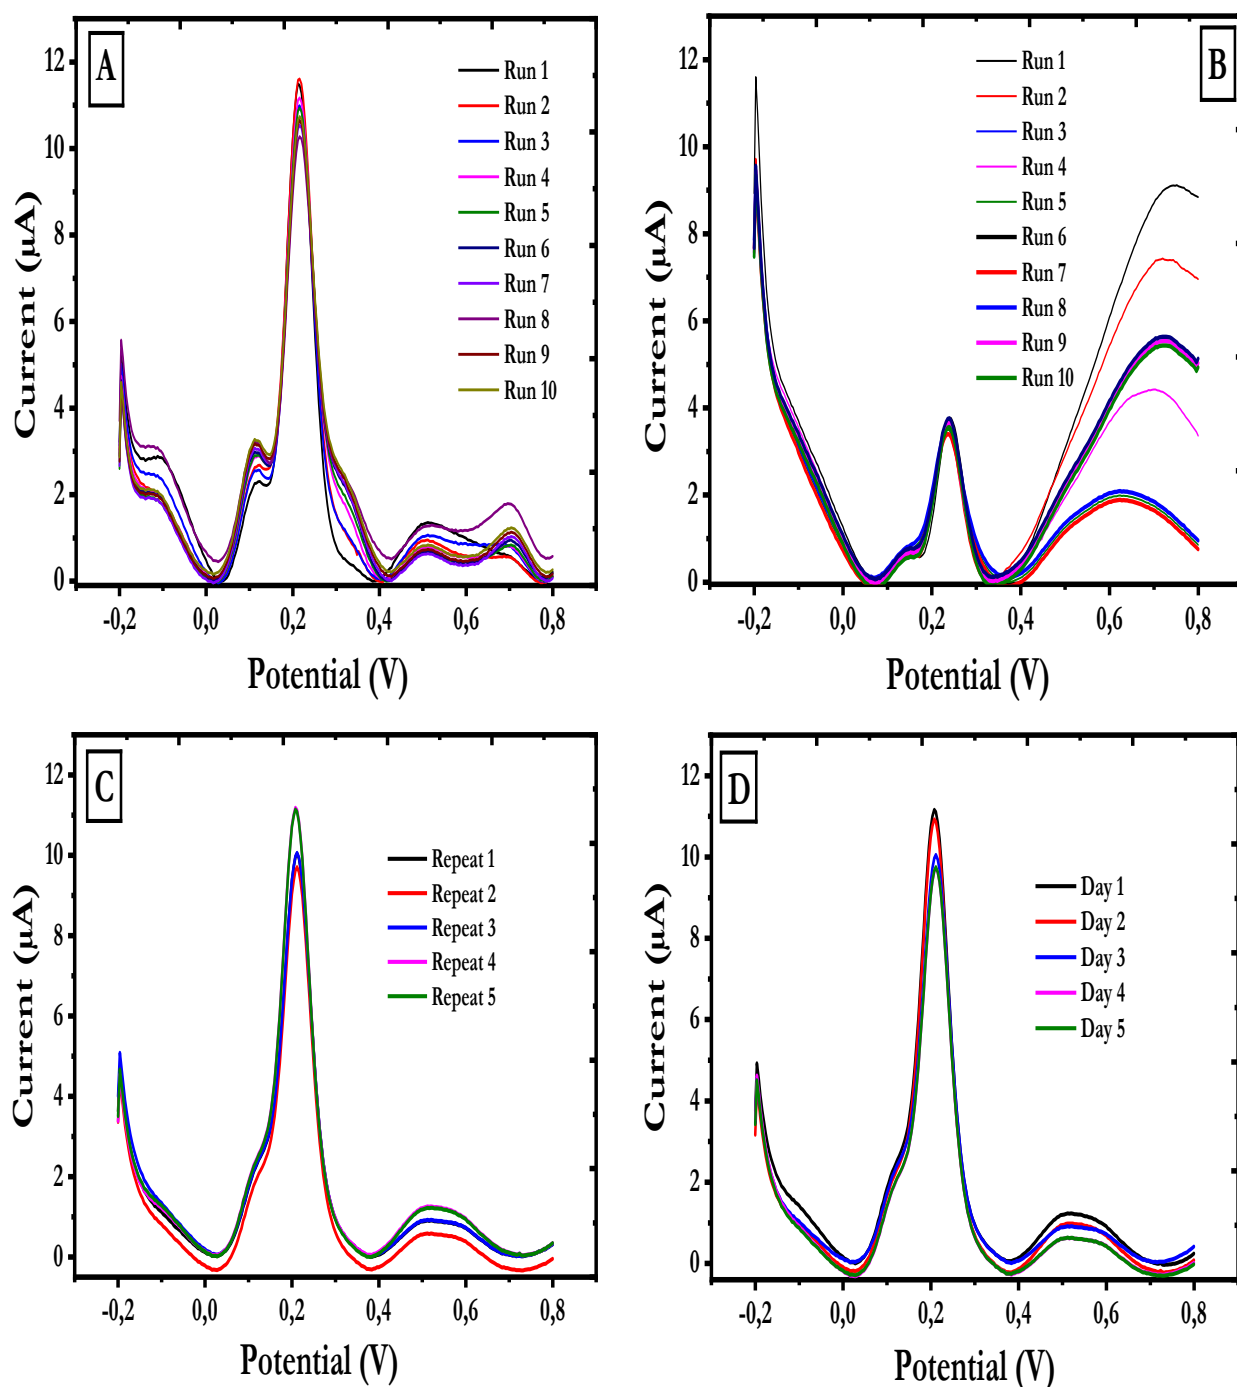 A
Run 1
Run 2
Run 3
Run 4
Run 5
Run 6
Run 7
Run 8
Run 9
Run 10
Current (µA)
12
10
8
6
4
2
0
-0,2 0,0 0,2 0,4 0,6 0,8
Potential (V)
B
Run 1
Run 2
Run 3
Run 4
Run 5
Run 6
Run 7
Run 8
Run 9
Run 10
Current (µA)
12
10
8
6
4
2
0
-0,2 0,0 0,2 0,4 0,6 0,8
Potential (V)
C
Repeat 1
Repeat 2
Repeat 3
Repeat 4
Repeat 5
Current (µA)
12
10
8
6
4
2
0
-0,2 0,0 0,2 0,4 0,6 0,8
Potential (V)
D
Day 1
Day 2
Day 3
Day 4
Day 5
Current (µA)
12
10
8
6
4
2
0
-0,2 0,0 0,2 0,4 0,6 0,8
Potential (V)